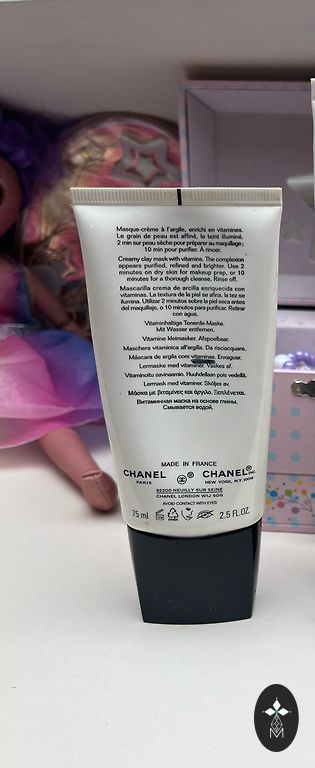 Masque-crème à l'argile, enrichi en vitamines.
Le grain de peau est affiné, le teint illuminé.
2 min sur peau sèche pour préparer au maquillage;
10 min pour purifier. À rincer.
Creamy clay mask with vitamins. The complexion
appears purified, refined and brighter. Use 2
minutes on dry skin for makeup prep, or 10
minutes for a thorough cleanse. Rinse off.
Mascarilla crema de arcilla enriquecida con
vitaminas. La textura de la piel se afina, la tez se
ilumina. Utilizar 2 minutos sobre la piel seca antes
del maquillaje, o 10 minutos para purificar. Retirar
con agua.
Vitaminhaltige Tonerde-Maske.
Mit Wasser entfernen.
Vitamine kleimasker. Afspoelbaar.
Maschera vitaminica all'argilla. Da risciacquare.
Máscara de argila com vitaminas. Enxaguar.
Lermaske med vitaminer. Vaskes af.
Vitamiinoitu savinaamio. Huuhdellaan pois vedellä.
Lermask med vitaminer. Sköljes av.
Μάσκα με βιταμίνες και άργιλο. Ξεπλένεται.
Витаминная маска на основе глины.
Смывается водой.
MADE IN FRANCE
CHANEL ® CHANEL® INC.
PARIS NEW YORK, N.Y. 10019
92200 NEUILLY SUR SEINE
CHANEL LONDON W1J 6DG
AVOID CONTACT WITH EYES
75 ml 2.5 FL.OZ.
M